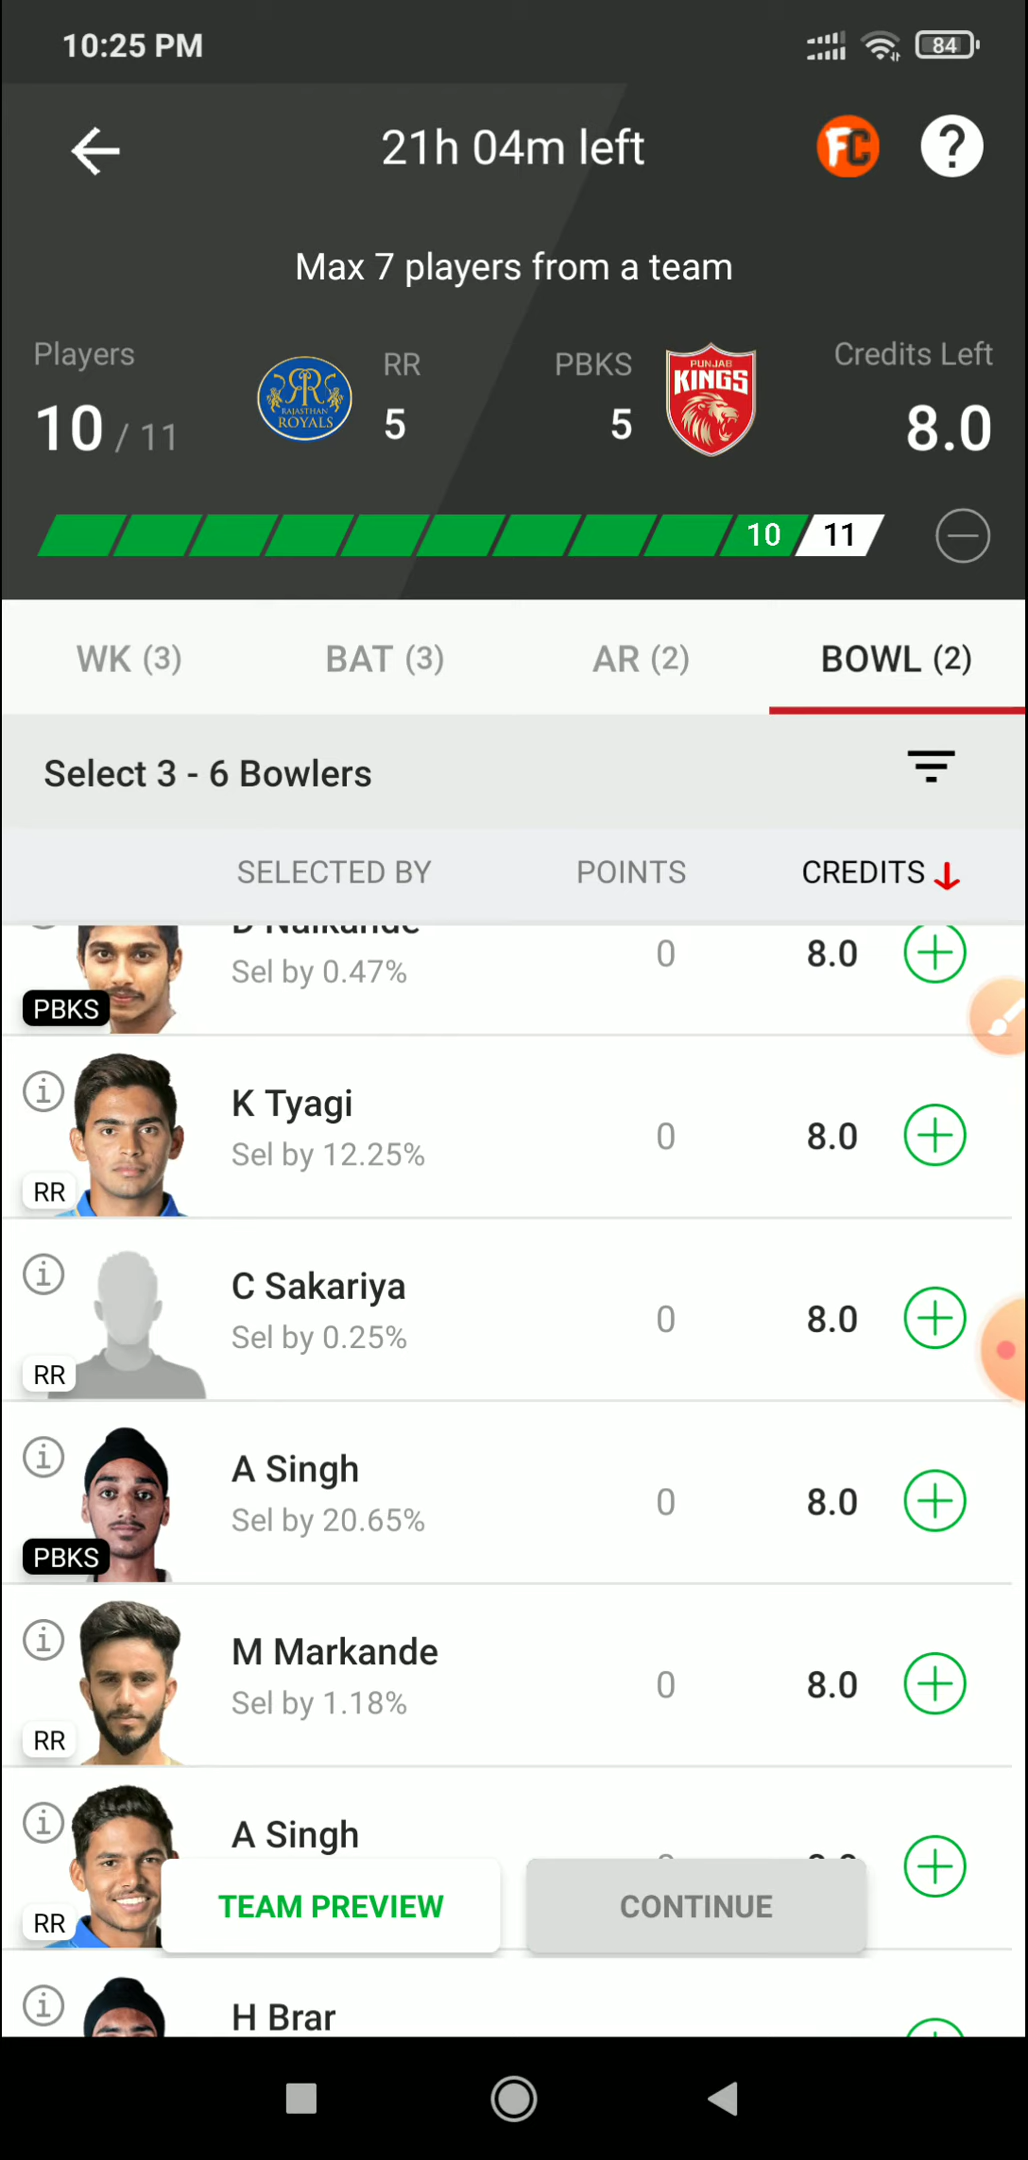 10:25 PM
84
21h 04m left
FC
?
Max 7 players from a team
Players
RR
PBKS
Credits Left
10 / 11
RAJASTHAN
ROYALS
5
5
PUNJAB
KINGS
8.0
10
11
WK (3)
BAT (3)
AR (2)
BOWL (2)
Select 3 - 6 Bowlers
SELECTED BY
POINTS
CREDITS
D Nalkande
Sel by 0.47%
0
8.0
PBKS
K Tyagi
Sel by 12.25%
0
8.0
RR
C Sakariya
Sel by 0.25%
0
8.0
RR
A Singh
Sel by 20.65%
0
8.0
PBKS
M Markande
Sel by 1.18%
0
8.0
RR
A Singh
RR
TEAM PREVIEW
CONTINUE
H Brar